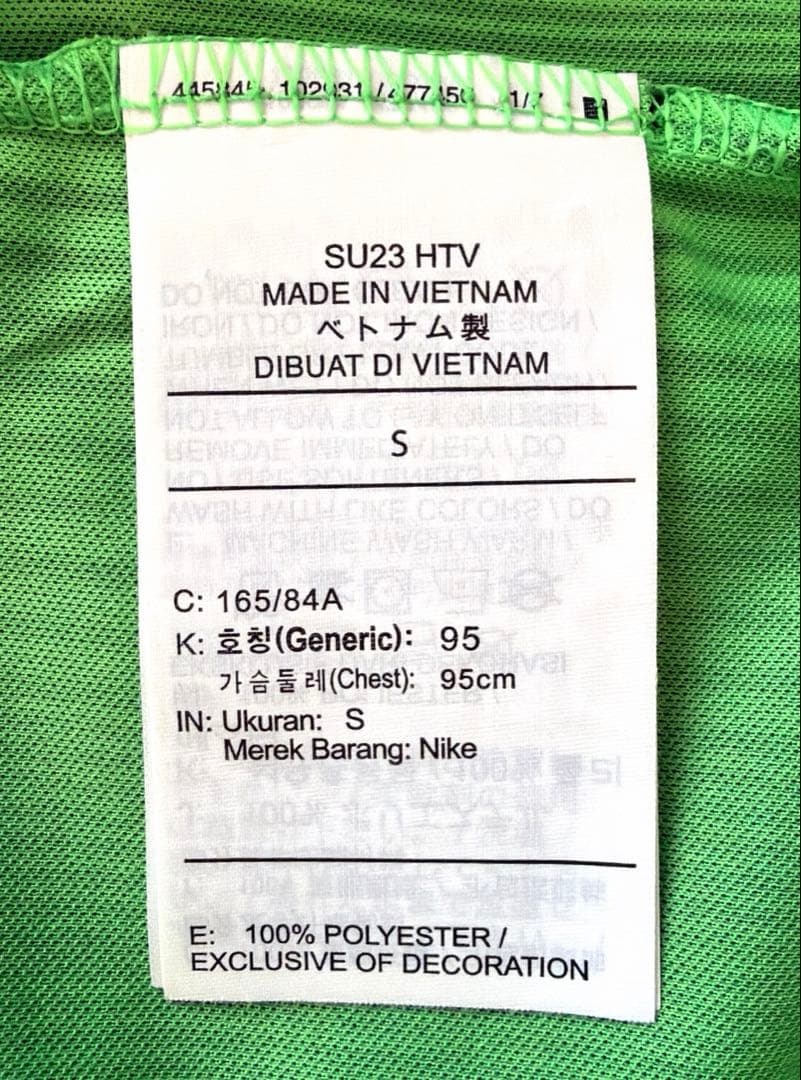 SU23 HTV
MADE IN VIETNAM
ベトナム製
DIBUAT DI VIETNAM
S
C: 165/84A
K: 호칭(Generic): 95
가슴둘레(Chest): 95cm
IN: Ukuran: S
Merek Barang: Nike
E: 100% POLYESTER /
EXCLUSIVE OF DECORATION